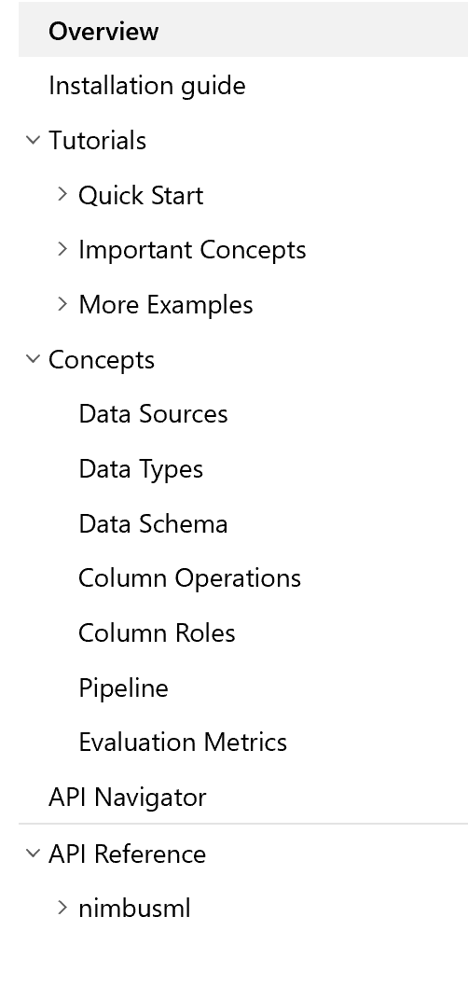 Overview
Installation guide
Tutorials
Quick Start
Important Concepts
More Examples
Concepts
Data Sources
Data Types
Data Schema
Column Operations
Column Roles
Pipeline
Evaluation Metrics
API Navigator
API Reference
nimbusml